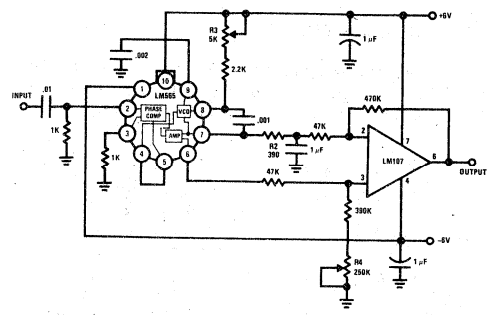 +6V
R3
5K
1 µF
.002
10
1
9
LM565
2.2K
INPUT
.01
2
PHASE
COMP
VCO
8
.001
470K
1K
3
AMP
7
R2
390
1 µF
47K
2
7
LM107
6
OUTPUT
3
4
1K
4
5
6
47K
390K
R4
250K
-6V
1 µF